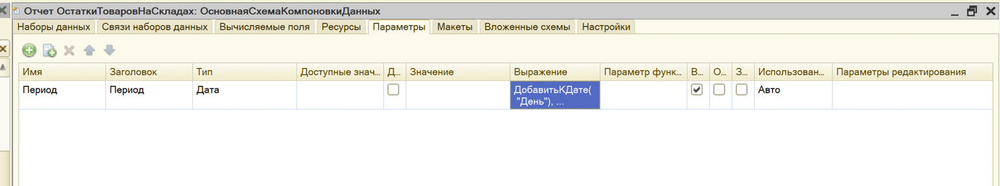 Отчет ОстаткиТоваровНаСкладах: ОсновнаяСхемаКомпоновкиДанных
Наборы данных Связи наборов данных Вычисляемые поля Ресурсы Параметры Макеты Вложенные схемы Настройки
Имя Заголовок Тип Доступные знач... Д... Значение Выражение Параметр функ... В... О... З... Использован... Параметры редактирования
Период Период Дата ДобавитьКДате( Авто
"День"), ...